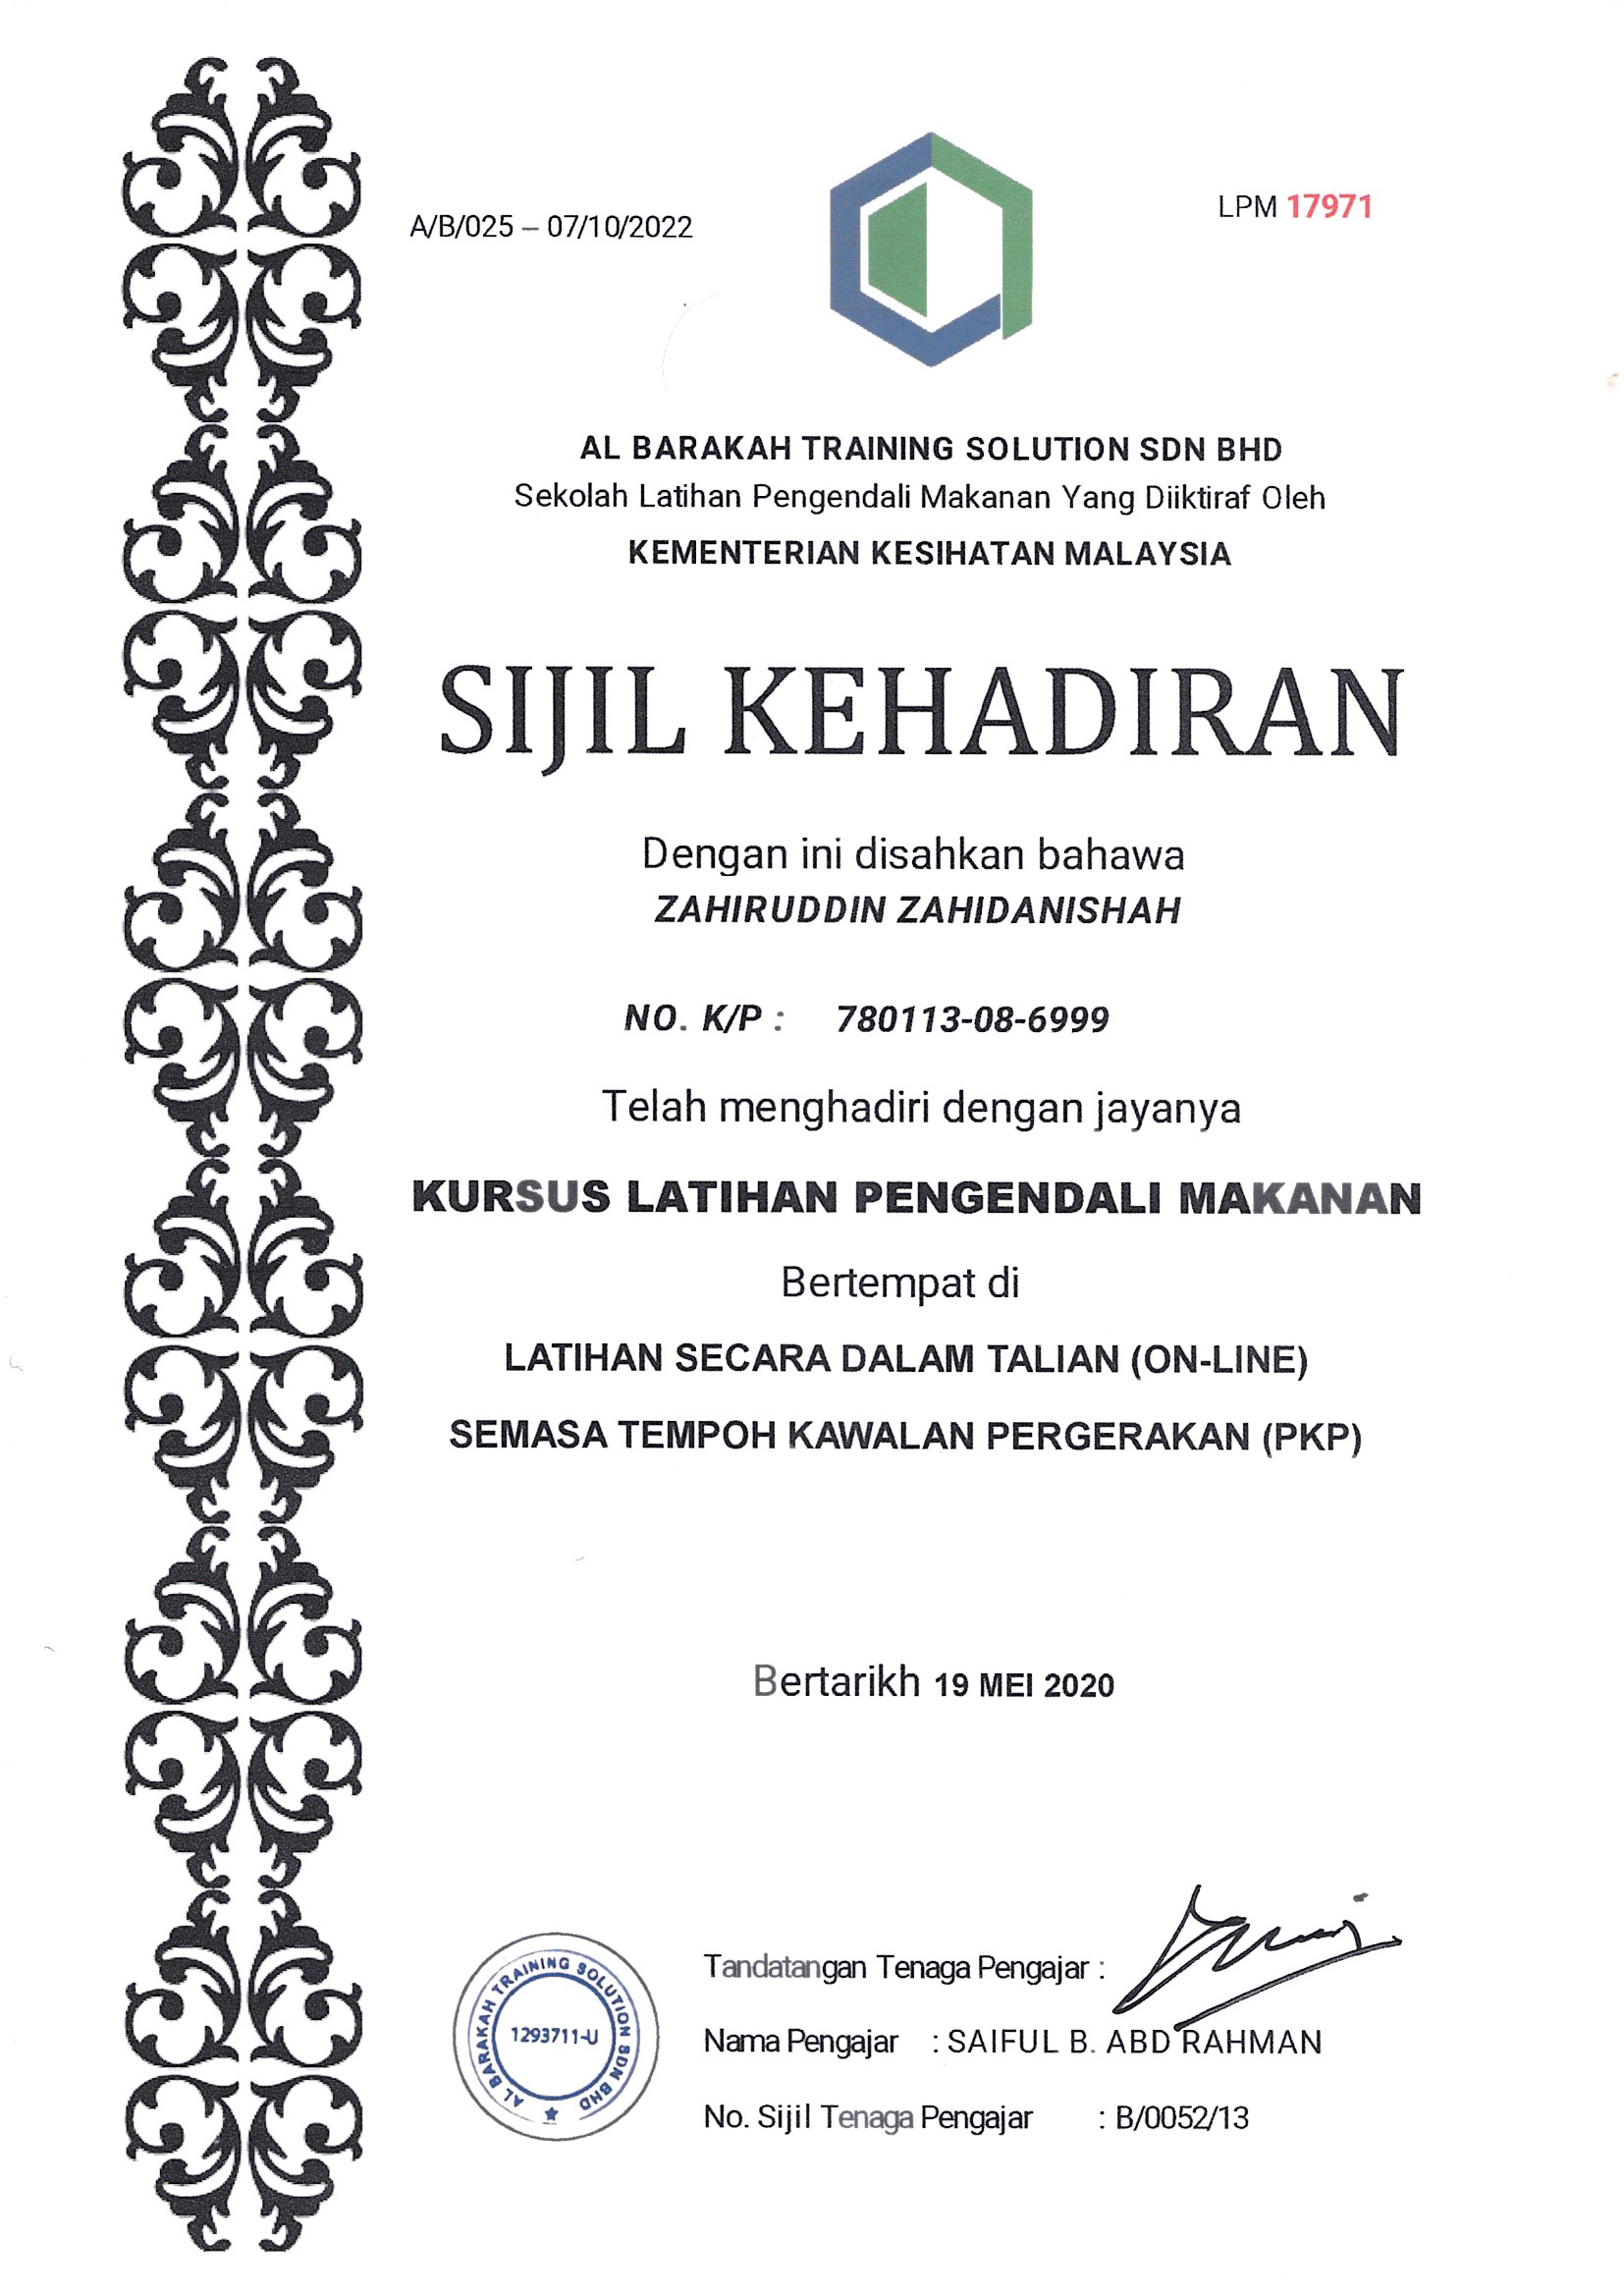 A/B/025 – 07/10/2022
LPM 17971
AL BARAKAH TRAINING SOLUTION SDN BHD
Sekolah Latihan Pengendali Makanan Yang Diiktiraf Oleh
KEMENTERIAN KESIHATAN MALAYSIA
SIJIL KEHADIRAN
Dengan ini disahkan bahawa
ZAHIRUDDIN ZAHIDANISHAH
NO. K/P : 780113-08-6999
Telah menghadiri dengan jayanya
KURSUS LATIHAN PENGENDALI MAKANAN
Bertempat di
LATIHAN SECARA DALAM TALIAN (ON-LINE)
SEMASA TEMPOH KAWALAN PERGERAKAN (PKP)
Bertarikh 19 MEI 2020
AL BARAKAH TRAINING SOLUTION SDN BHD
1293711-U
Tandatangan Tenaga Pengajar :
Nama Pengajar : SAIFUL B. ABD RAHMAN
No. Sijil Tenaga Pengajar : B/0052/13